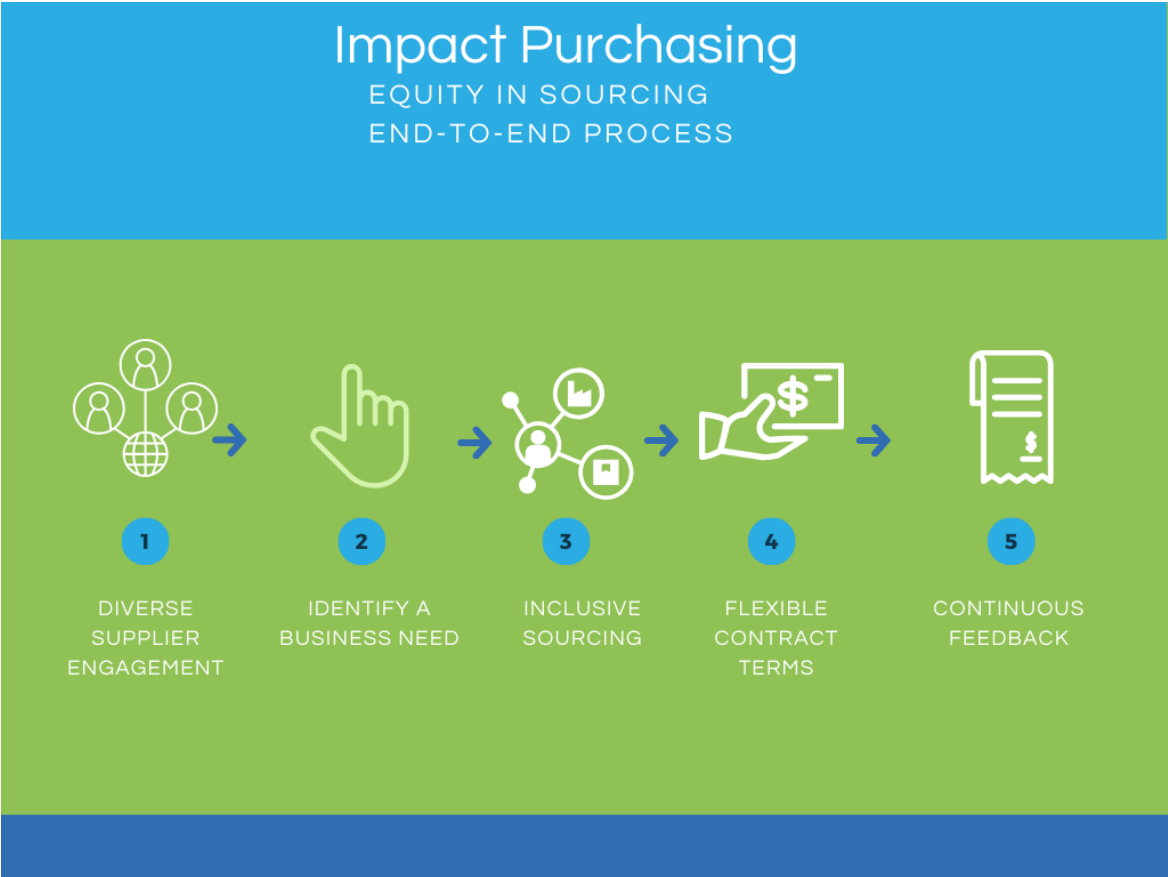 Impact Purchasing
EQUITY IN SOURCING
END-TO-END PROCESS
$
$
1
DIVERSE
SUPPLIER
ENGAGEMENT
2
IDENTIFY A
BUSINESS NEED
3
INCLUSIVE
SOURCING
4
FLEXIBLE
CONTRACT
TERMS
5
CONTINUOUS
FEEDBACK